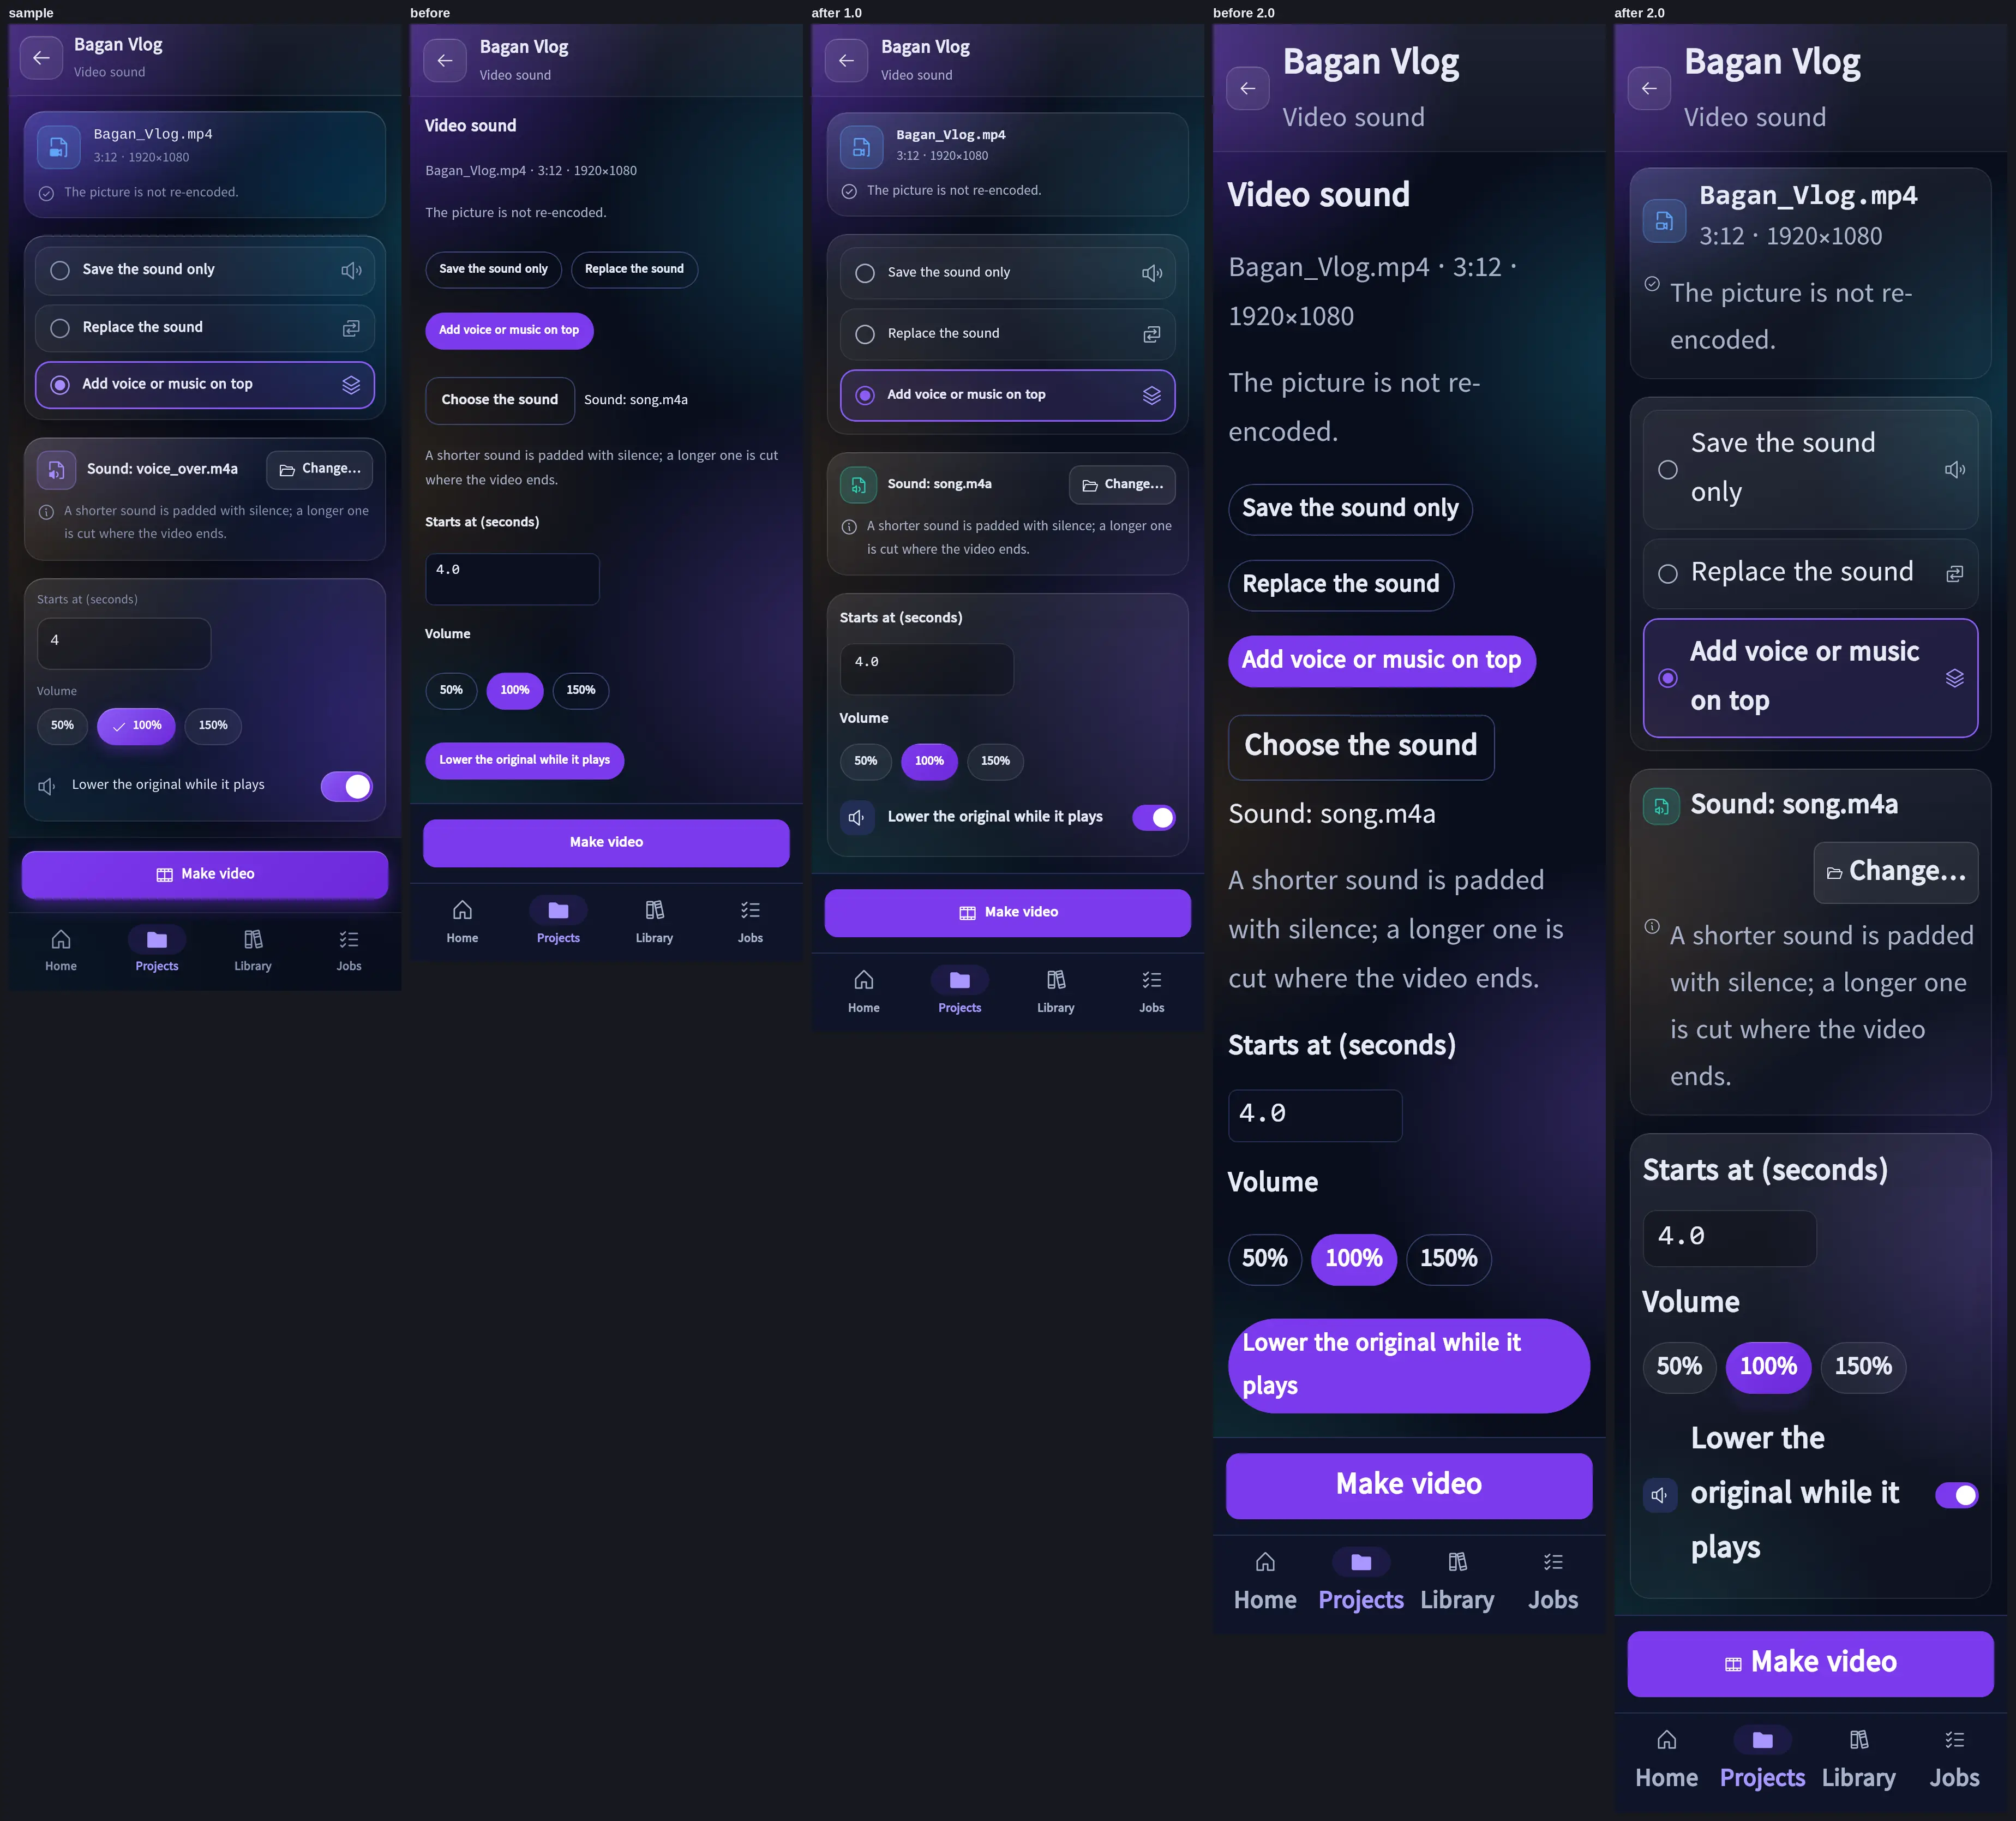 sample
Bagan Vlog
Video sound
Bagan_Vlog.mp4
3:12 · 1920×1080
The picture is not re-encoded.
Save the sound only
Replace the sound
Add voice or music on top
Sound: voice_over.m4a
Change...
A shorter sound is padded with silence; a longer one
is cut where the video ends.
Starts at (seconds)
4
Volume
50%
100%
150%
Lower the original while it plays
Make video
Home
Projects
Library
Jobs
before
Bagan Vlog
Video sound
Video sound
Bagan_Vlog.mp4 · 3:12 · 1920×1080
The picture is not re-encoded.
Save the sound only
Replace the sound
Add voice or music on top
Choose the sound
Sound: song.m4a
A shorter sound is padded with silence; a longer one is cut
where the video ends.
Starts at (seconds)
4.0
Volume
50%
100%
150%
Lower the original while it plays
Make video
Home
Projects
Library
Jobs
after 1.0
Bagan Vlog
Video sound
Bagan_Vlog.mp4
3:12 · 1920×1080
The picture is not re-encoded.
Save the sound only
Replace the sound
Add voice or music on top
Sound: song.m4a
Change...
A shorter sound is padded with silence; a longer one
is cut where the video ends.
Starts at (seconds)
4.0
Volume
50%
100%
150%
Lower the original while it plays
Make video
Home
Projects
Library
Jobs
before 2.0
Bagan Vlog
Video sound
Video sound
Bagan_Vlog.mp4 · 3:12 ·
1920×1080
The picture is not re-
encoded.
Save the sound only
Replace the sound
Add voice or music on top
Choose the sound
Sound: song.m4a
A shorter sound is padded
with silence; a longer one is
cut where the video ends.
Starts at (seconds)
4.0
Volume
50%
100%
150%
Lower the original while it
plays
Make video
Home
Projects
Library
Jobs
after 2.0
Bagan Vlog
Video sound
Bagan_Vlog.mp4
3:12 · 1920×1080
The picture is not re-
encoded.
Save the sound
only
Replace the sound
Add voice or music
on top
Sound: song.m4a
Change...
A shorter sound is padded
with silence; a longer one
is cut where the video
ends.
Starts at (seconds)
4.0
Volume
50%
100%
150%
Lower the
original while it
plays
Make video
Home
Projects
Library
Jobs